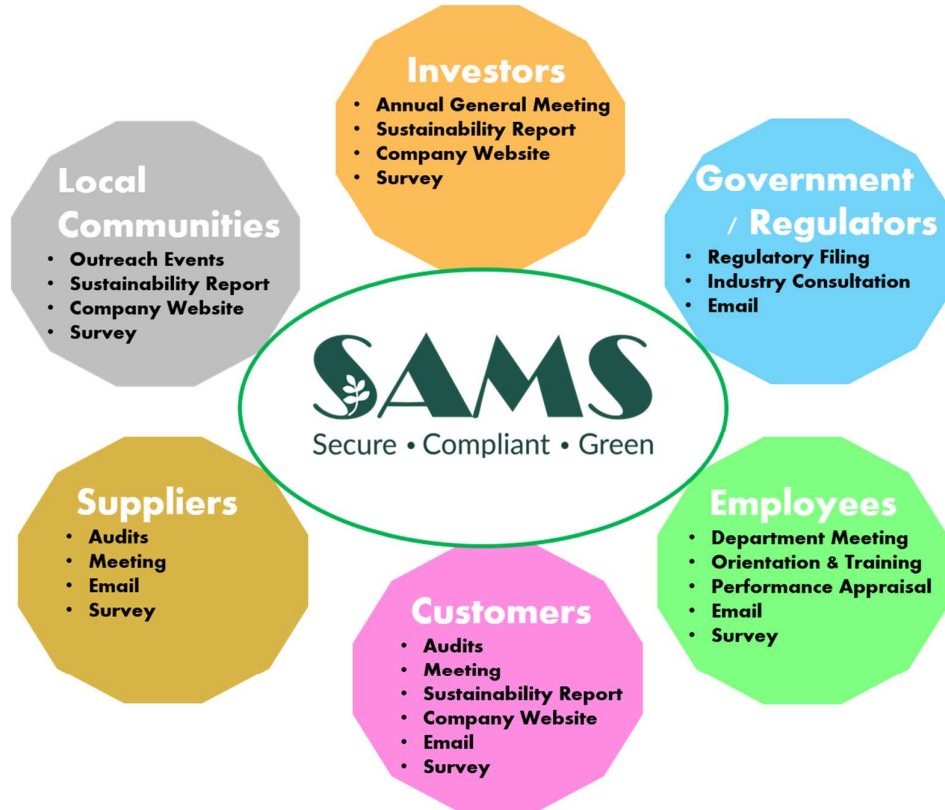 Investors
• Annual General Meeting
• Sustainability Report
• Company Website
• Survey
Local
Communities
• Outreach Events
• Sustainability Report
• Company Website
• Survey
Government
/ Regulators
• Regulatory Filing
• Industry Consultation
• Email
SAMS
Secure • Compliant • Green
Suppliers
• Audits
• Meeting
• Email
• Survey
Employees
• Department Meeting
• Orientation & Training
• Performance Appraisal
• Email
• Survey
Customers
• Audits
• Meeting
• Sustainability Report
• Company Website
• Email
• Survey